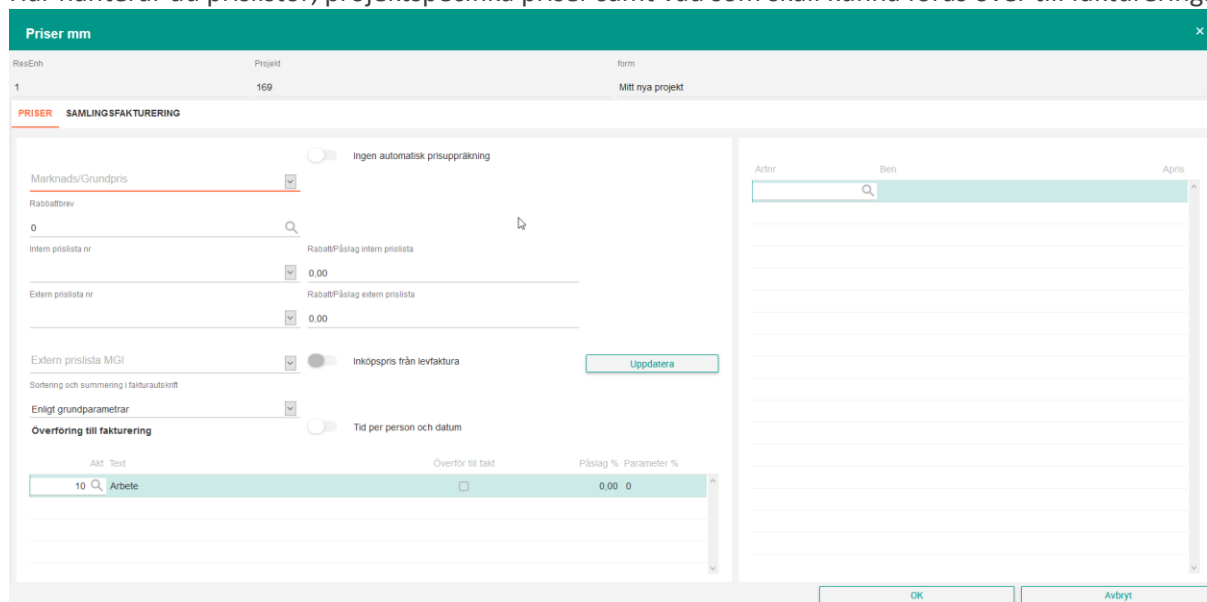 Priser mm
ResEnh Projekt form
1 169 Mitt nya projekt
PRISER SAMLINGSFAKTURERING
Ingen automatisk prisuppräkning
Marknads/Grundpris
Rabbattbrev
0
Intern prislista nr Rabatt/Påslag intern prislista
0,00
Extern prislista nr Rabatt/Påslag extern prislista
0,00
Extern prislista MGI Inköpspris från levfaktura Uppdatera
Sortering och summering i fakturautskrift
Enligt grundparametrar
Överföring till fakturering Tid per person och datum
Akt Text Överför till fakt Påslag % Parameter %
10 Arbete 0,00 0
Artnr Ben Apris
OK Avbryt